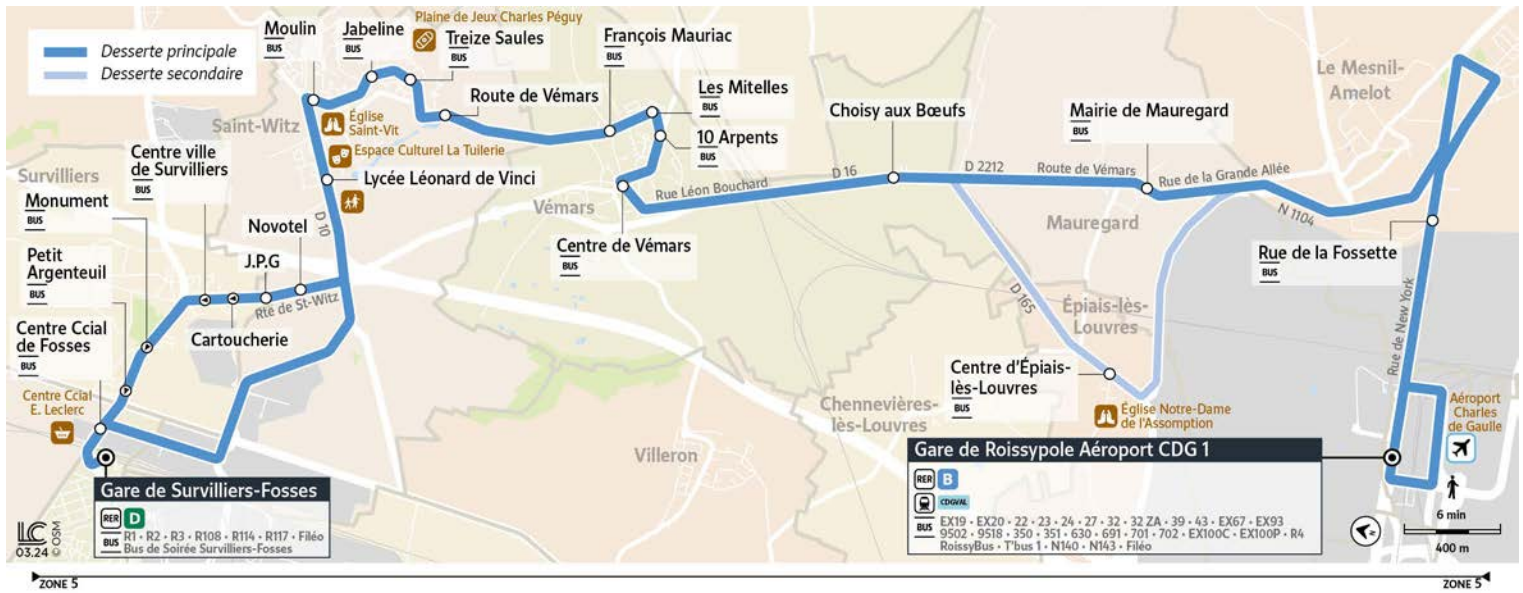 Desserte principale
Desserte secondaire
Moulin
BUS
Jabeline
BUS
Plaine de Jeux Charles Péguy
Treize Saules
BUS
François Mauriac
BUS
Route de Vémars
Les Mitelles
BUS
10 Arpents
BUS
Choisy aux Bœufs
Mairie de Mauregard
BUS
Le Mesnil-
Amelot
Saint-Witz
Église
Saint-Vit
Espace Culturel La Tuilerie
Lycée Léonard de Vinci
Centre ville
de Survilliers
BUS
Survilliers
Monument
BUS
Novotel
D 10
J.P.G
Petit
Argenteuil
BUS
Rte de St-Witz
Cartoucherie
Centre Ccial
de Fosses
BUS
Centre Ccial
E. Leclerc
Vémars
Centre de Vémars
BUS
Rue Léon Bouchard
D 16
D 2212
Route de Vémars
Rue de la Grande Allée
N 1104
Mauregard
Rue de la Fossette
BUS
Rue de New York
D 165
Épiais-lès-
Louvres
Centre d'Épiais-
lès-Louvres
BUS
Église Notre-Dame
de l'Assomption
Chennevières-
lès-Louvres
Villeron
Aéroport
Charles
de Gaulle
Gare de Survilliers-Fosses
RER D
BUS R1 • R2 • R3 • R108 • R114 • R117 • Filéo
Bus de Soirée Survilliers-Fosses
Gare de Roissypole Aéroport CDG 1
RER B
CDGVAL
BUS EX19 • EX20 • 22 • 23 • 24 • 27 • 32 • 32 ZA • 39 • 43 • EX67 • EX93
9502 • 9518 • 350 • 351 • 630 • 691 • 701 • 702 • EX100C • EX100P • R4
RoissyBus • T'bus 1 • N140 • N143 • Filéo
6 min
400 m
N
LC
03.24 © OSM
ZONE 5
ZONE 5